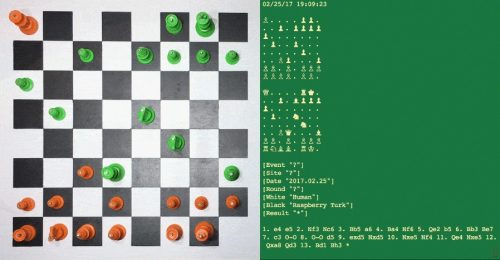 02/25/17 19:09:23
[Event "?"]
[Site "?"]
[Date "2017.02.25"]
[Round "?"]
[White "Human"]
[Black "Raspberry Turk"]
[Result "*"]
1. e4 e5 2. Nf3 Nc6 3. Bb5 a6 4. Ba4 Nf6 5. Qe2 b5 6. Bb3 Be7
7. c3 O-O 8. O-O d5 9. exd5 Nxd5 10. Nxe5 Nf4 11. Qe4 Nxe5 12.
Qxa8 Qd3 13. Bd1 Bh3 *